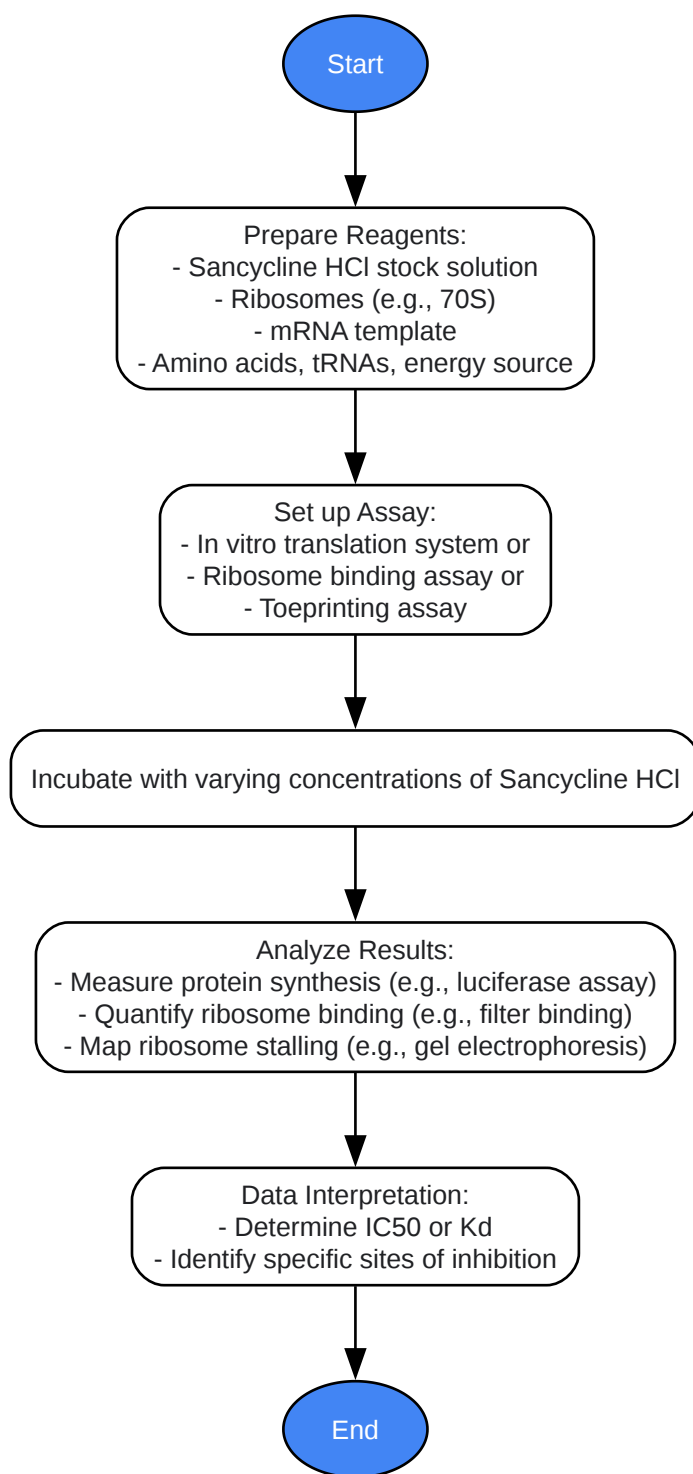 Start
Prepare Reagents:
- Sancycline HCl stock solution
- Ribosomes (e.g., 70S)
- mRNA template
- Amino acids, tRNAs, energy source
Set up Assay:
- In vitro translation system or
- Ribosome binding assay or
- Toeprinting assay
Incubate with varying concentrations of Sancycline HCl
Analyze Results:
- Measure protein synthesis (e.g., luciferase assay)
- Quantify ribosome binding (e.g., filter binding)
- Map ribosome stalling (e.g., gel electrophoresis)
Data Interpretation:
- Determine IC50 or Kd
- Identify specific sites of inhibition
End